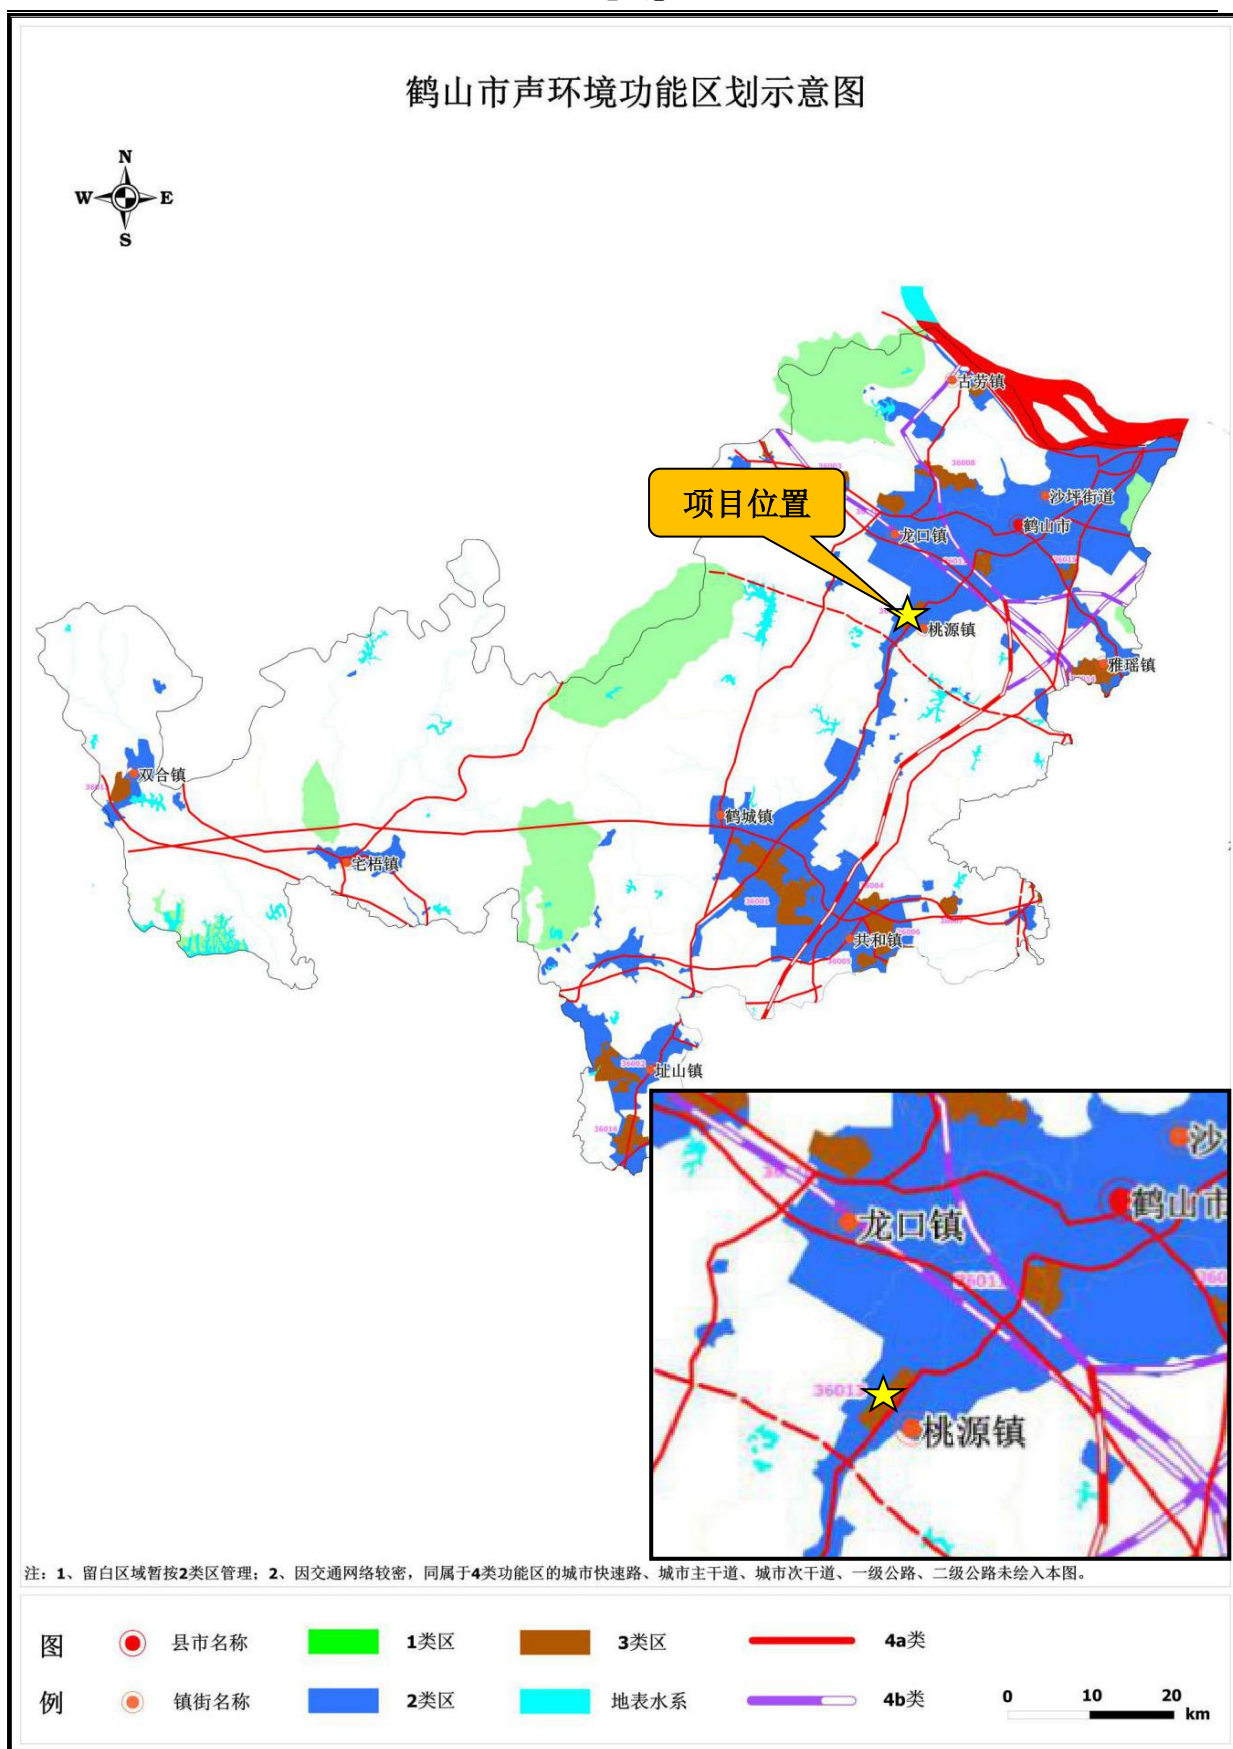 鹤山市声环境功能区划示意图
N
W
E
S
古劳镇
36008
沙坪街道
项目位置
鹤山市
龙口镇
桃源镇
雅瑶镇
双合镇
鹤城镇
宅梧镇
36004
36001
共和镇
36006
36005
36002
址山镇
36016
沙
鹤山市
龙口镇
桃源镇
注：1、留白区域暂按2类区管理；2、因交通网络较密，同属于4类功能区的城市快速路、城市主干道、城市次干道、一级公路、二级公路未绘入本图。
图
县市名称
1类区
3类区
4a类
例
镇街名称
2类区
地表水系
4b类
0
10
20
km